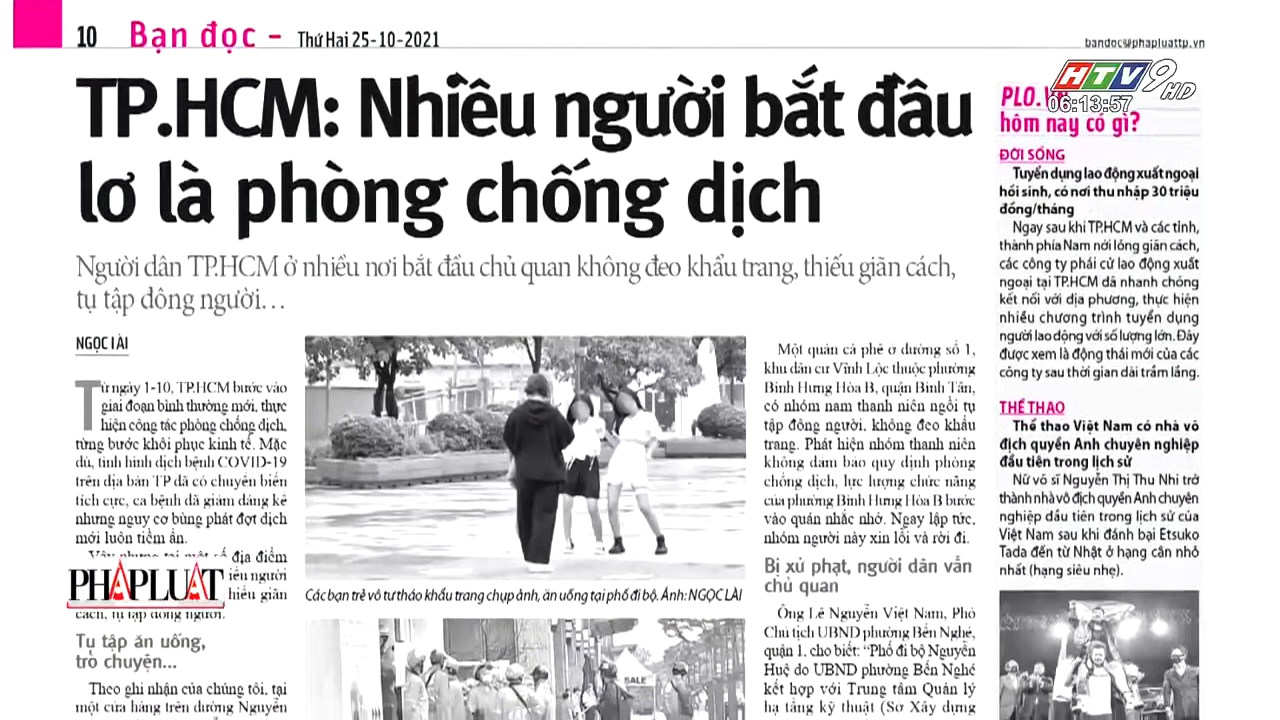 10 Bạn đọc - Thứ Hai 25-10-2021
bandoc@phapluattp.vn
TP.HCM: Nhiều người bắt đầu
lơ là phòng chống dịch
Người dân TP.HCM ở nhiều nơi bắt đầu chủ quan không đeo khẩu trang, thiếu giãn cách,
tụ tập đông người…
NGỌC LÀI
Từ ngày 1-10, TP.HCM bước vào
giai đoạn bình thường mới, thực
hiện công tác phòng chống dịch,
từng bước khôi phục kinh tế. Mặc
dù, tình hình dịch bệnh COVID-19
trên địa bàn TP đã có chuyển biến
tích cực, ca bệnh đã giảm đáng kể
nhưng nguy cơ bùng phát đợt dịch
mới luôn tiềm ẩn.
Vậy nhưng tại một số địa điểm
PHÁPLUẬT
người
giãn
cách, tụ tập đông người.
Tụ tập ăn uống,
trò chuyện...
Theo ghi nhận của chúng tôi, tại
một cửa hàng trên đường Nguyễn
Các bạn trẻ vô tư tháo khẩu trang chụp ảnh, ăn uống tại phố đi bộ. Ảnh: NGỌC LÀI
SALE
Một quán cà phê ở đường số 1,
khu dân cư Vĩnh Lộc thuộc phường
Bình Hưng Hòa B, quận Bình Tân,
có nhóm nam thanh niên ngồi tụ
tập đông người, không đeo khẩu
trang. Phát hiện nhóm thanh niên
không đảm bảo quy định phòng
chống dịch, lực lượng chức năng
của phường Bình Hưng Hòa B bước
vào quán nhắc nhở. Ngay lập tức,
nhóm người này xin lỗi và rời đi.
Bị xử phạt, người dân vẫn
chủ quan
Ông Lê Nguyễn Việt Nam, Phó
Chủ tịch UBND phường Bến Nghé,
quận 1, cho biết: “Phố đi bộ Nguyễn
Huệ do UBND phường Bến Nghé
kết hợp với Trung tâm Quản lý
hạ tầng kỹ thuật (Sở Xây dựng
HTV9 HD
06:13:57
PLO.VN
hôm nay có gì?
ĐỜI SỐNG
Tuyển dụng lao động xuất ngoại
hồi sinh, có nơi thu nhập 30 triệu
đồng/tháng
Ngay sau khi TP.HCM và các tỉnh,
thành phía Nam nới lỏng giãn cách,
các công ty phái cử lao động xuất
ngoại tại TP.HCM đã nhanh chóng
kết nối với địa phương, thực hiện
nhiều chương trình tuyển dụng
người lao động với số lượng lớn. Đây
được xem là động thái mới của các
công ty sau thời gian dài trầm lắng.
THỂ THAO
Thể thao Việt Nam có nhà vô
địch quyền Anh chuyên nghiệp
đầu tiên trong lịch sử
Nữ võ sĩ Nguyễn Thị Thu Nhi trở
thành nhà vô địch quyền Anh chuyên
nghiệp đầu tiên trong lịch sử của
Việt Nam sau khi đánh bại Etsuko
Tada đến từ Nhật ở hạng cân nhỏ
nhất (hạng siêu nhẹ).